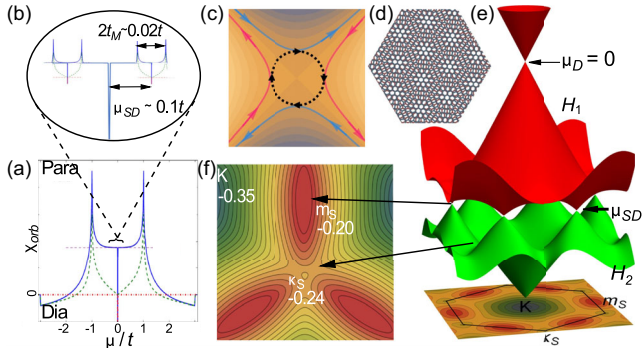 (b)
2t_M~0.02t
μ_SD ~ 0.1t
(a)
Para
X_orb
0
Dia
-2 -1 0 1 2
μ / t
(c)
(d)
(e)
μ_D = 0
H_1
μ_SD
H_2
K
m_S
κ_S
(f)
K
-0.35
m_S
-0.20
κ_S
-0.24